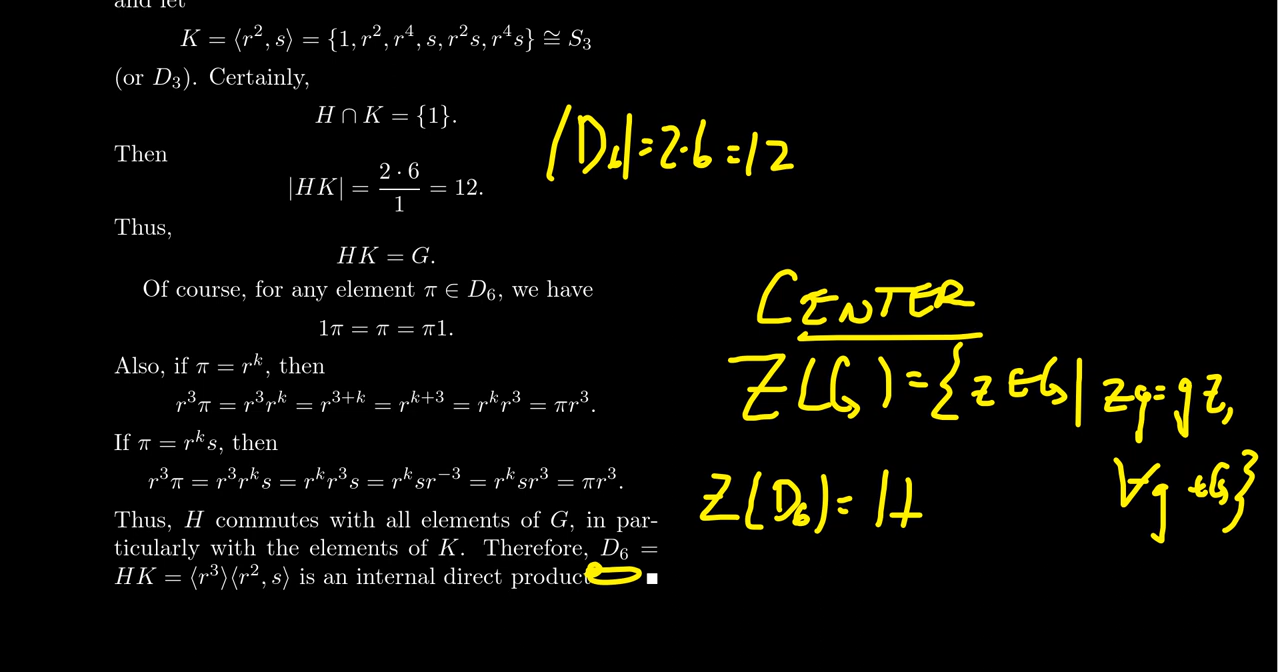 and let
K = ⟨r², s⟩ = {1, r², r⁴, s, r²s, r⁴s} ≅ S₃
(or D₃). Certainly,
H ∩ K = {1}.
Then
|HK| = 2 · 6 / 1 = 12.
Thus,
HK = G.
Of course, for any element π ∈ D₆, we have
1π = π = π1.
Also, if π = rᵏ, then
r³π = r³rᵏ = r³⁺ᵏ = rᵏ⁺³ = rᵏr³ = πr³.
If π = rᵏs, then
r³π = r³rᵏs = rᵏr³s = rᵏsr⁻³ = rᵏsr³ = πr³.
Thus, H commutes with all elements of G, in par-
ticularly with the elements of K. Therefore, D₆ =
HK = ⟨r³⟩⟨r², s⟩ is an internal direct product
|D₆| = 2·6 = 12
CENTER
Z(G) = {z ∈ G | zg = gz,
∀g ∈ G}
Z(D₆) = H